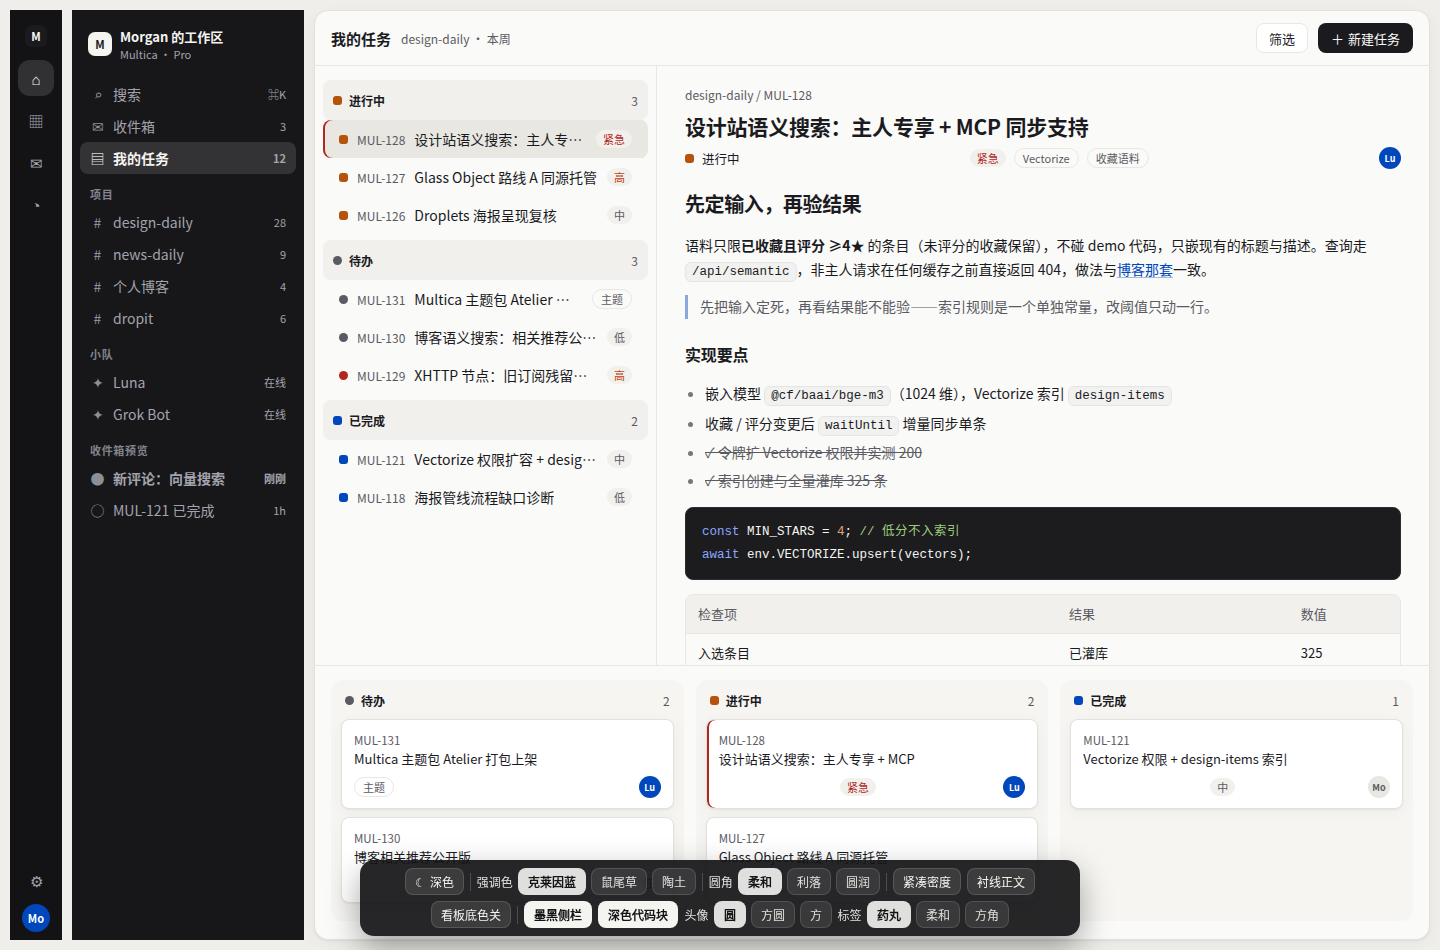 M
Mo
M
Morgan 的工作区
Multica · Pro
搜索 ⌘K
收件箱 3
我的任务 12
项目
# design-daily 28
# news-daily 9
# 个人博客 4
# dropit 6
小队
Luna 在线
Grok Bot 在线
收件箱预览
新评论：向量搜索 刚刚
MUL-121 已完成 1h
我的任务 design-daily · 本周
筛选
＋ 新建任务
进行中 3
MUL-128 设计站语义搜索：主人专… 紧急
MUL-127 Glass Object 路线 A 同源托管 高
MUL-126 Droplets 海报呈现复核 中
待办 3
MUL-131 Multica 主题包 Atelier … 主题
MUL-130 博客语义搜索：相关推荐公… 低
MUL-129 XHTTP 节点：旧订阅残留… 高
已完成 2
MUL-121 Vectorize 权限扩容 + desig… 中
MUL-118 海报管线流程缺口诊断 低
design-daily / MUL-128
设计站语义搜索：主人专享 + MCP 同步支持
进行中 紧急 Vectorize 收藏语料 Lu
先定输入，再验结果
语料只限已收藏且评分 ≥4★ 的条目（未评分的收藏保留），不碰 demo 代码，只嵌现有的标题与描述。查询走
/api/semantic，非主人请求在任何缓存之前直接返回 404，做法与博客那套一致。
先把输入定死，再看结果能不能验——索引规则是一个单独常量，改阈值只动一行。
实现要点
嵌入模型 @cf/baai/bge-m3（1024 维），Vectorize 索引 design-items
收藏 / 评分变更后 waitUntil 增量同步单条
✓ 令牌扩 Vectorize 权限并实测 200
✓ 索引创建与全量灌库 325 条
const MIN_STARS = 4; // 低分不入索引
await env.VECTORIZE.upsert(vectors);
检查项 结果 数值
入选条目 已灌库 325
待办 2
MUL-131
Multica 主题包 Atelier 打包上架
主题 Lu
MUL-130
博客相关推荐公开版
进行中 2
MUL-128
设计站语义搜索：主人专享 + MCP
紧急 Lu
MUL-127
Glass Object 路线 A 同源托管
已完成 1
MUL-121
Vectorize 权限 + design-items 索引
中 Mo
☾ 深色 强调色 克莱因蓝 鼠尾草 陶土 圆角 柔和 利落 圆润 紧凑密度 衬线正文
看板底色关 墨黑侧栏 深色代码块 头像 圆 方圆 方 标签 药丸 柔和 方角